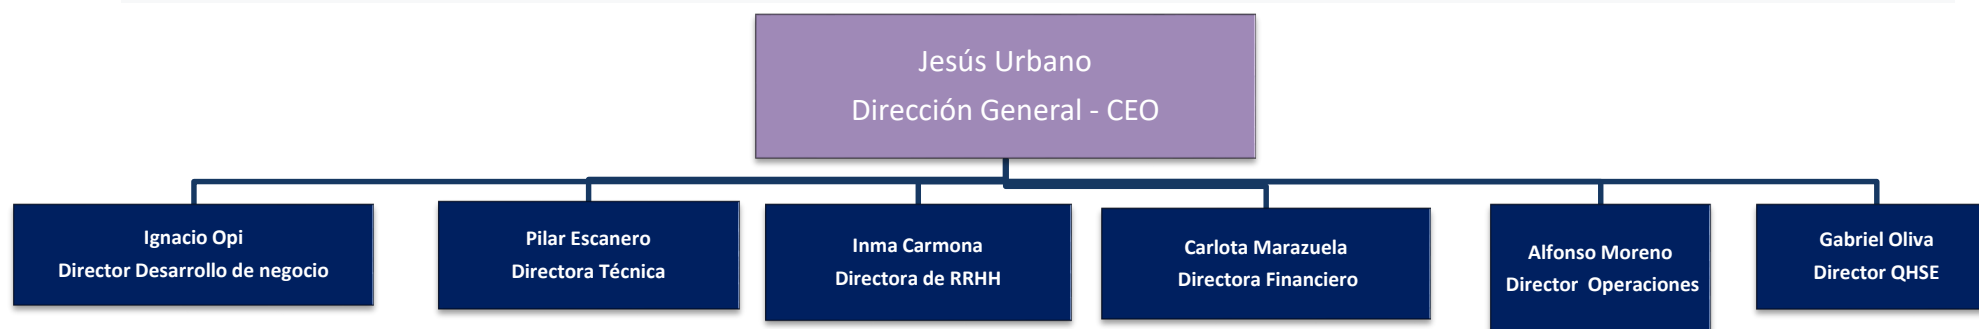 Jesús Urbano
Dirección General - CEO
Ignacio Opi
Director Desarrollo de negocio
Pilar Escanero
Directora Técnica
Inma Carmona
Directora de RRHH
Carlota Marazuela
Directora Financiero
Alfonso Moreno
Director Operaciones
Gabriel Oliva
Director QHSE